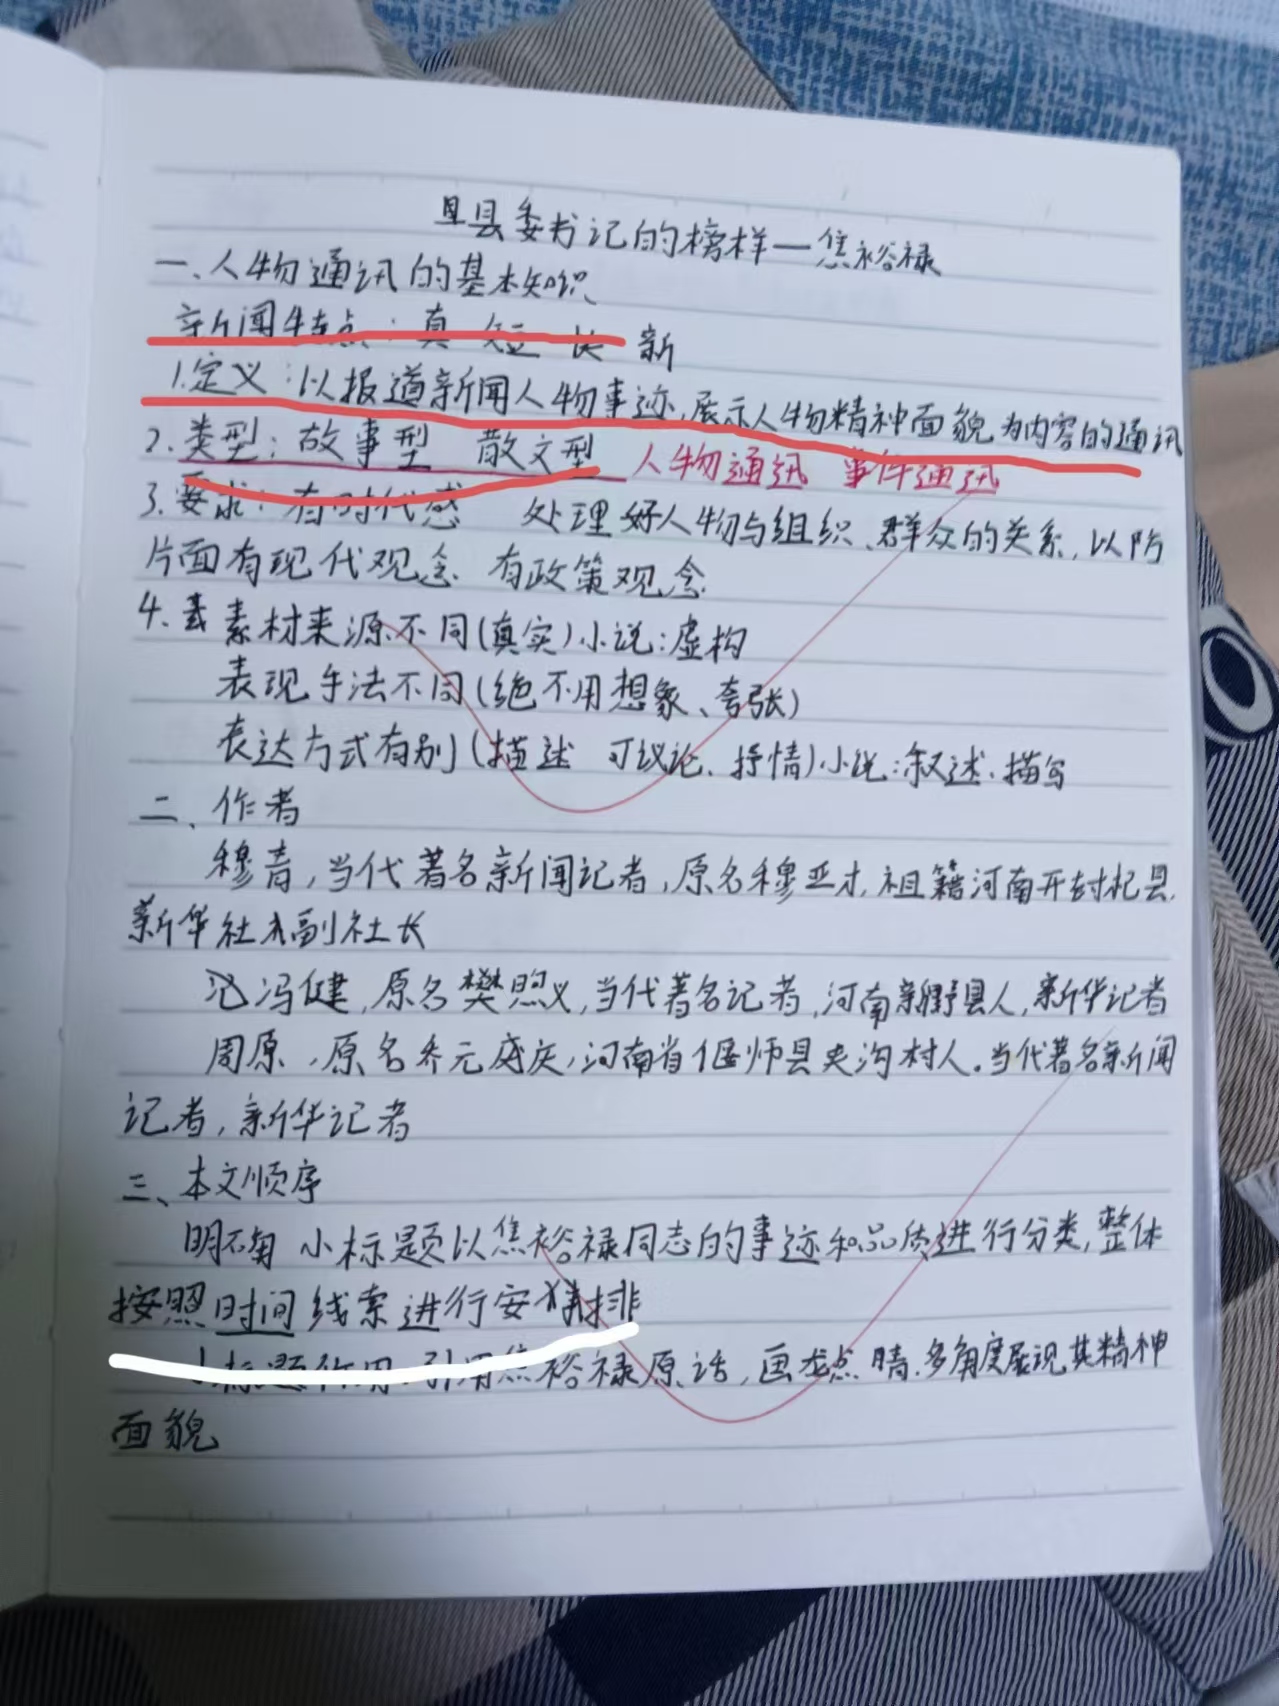 县县委书记的榜样—焦裕禄
一、人物通讯的基本知识
新闻特点：真 短 快 新
1.定义：以报道新闻人物事迹，展示人物精神面貌为内容的通讯
2.类型：故事型 散文型 人物通讯 事件通讯
3.要求：有时代感 处理好人物与组织、群众的关系，以防
片面有现代观念 有政策观念
4.素材来源不同(真实)小说：虚构
表现手法不同(绝不用想象、夸张)
表达方式有别(描述 可议论、抒情)小说：叙述、描写
二、作者
穆青，当代著名新闻记者，原名穆亚才，祖籍河南开封杞县，
新华社副社长
冯健，原名樊煦义，当代著名记者，河南新野县人，新华记者
周原，原名乔元庆，河南省偃师县夹沟村人。当代著名新闻
记者，新华记者
三、本文顺序
明确 小标题以焦裕禄同志的事迹和品质进行分类，整体
按照时间线索进行安排
小标题作用 引用焦裕禄原话，画龙点晴.多角度展现其精神
面貌